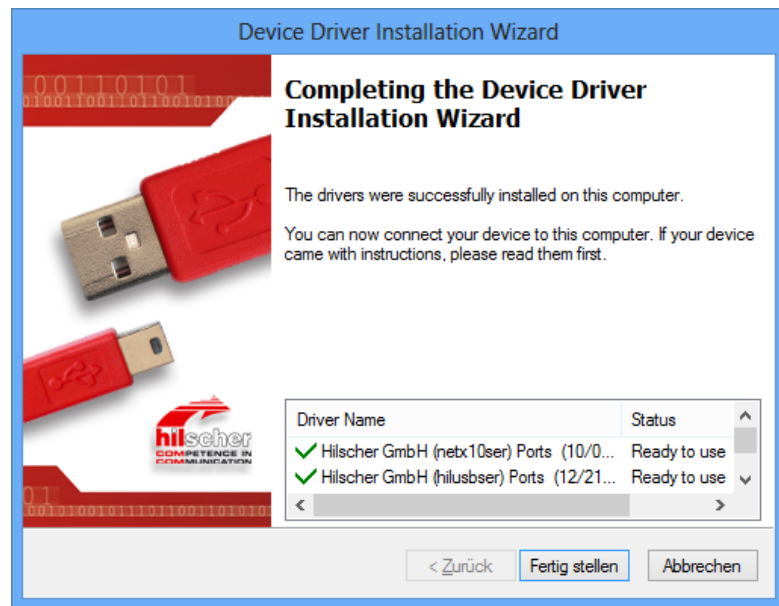 Device Driver Installation Wizard
00110101
Completing the Device Driver
Installation Wizard
The drivers were successfully installed on this computer.
You can now connect your device to this computer. If your device
came with instructions, please read them first.
hilscher
COMPETENCE IN
COMMUNICATION
Driver Name Status
Hilscher GmbH (netx10ser) Ports (10/0... Ready to use
Hilscher GmbH (hilusbser) Ports (12/21... Ready to use
01
< Zurück Fertig stellen Abbrechen